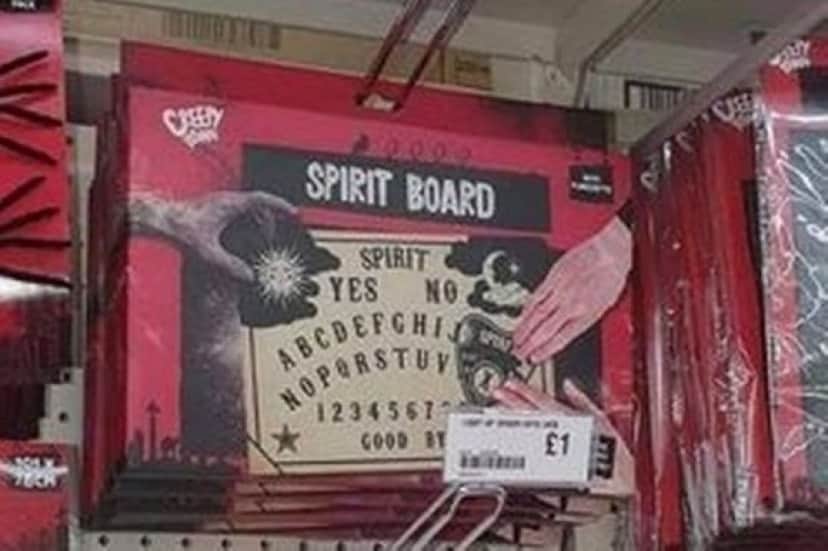 CREEPY
SPIRIT BOARD
SPIRIT
YES NO
ABCDEFGHIJ
NOPQRSTUV
1234567
GOOD BY
£1